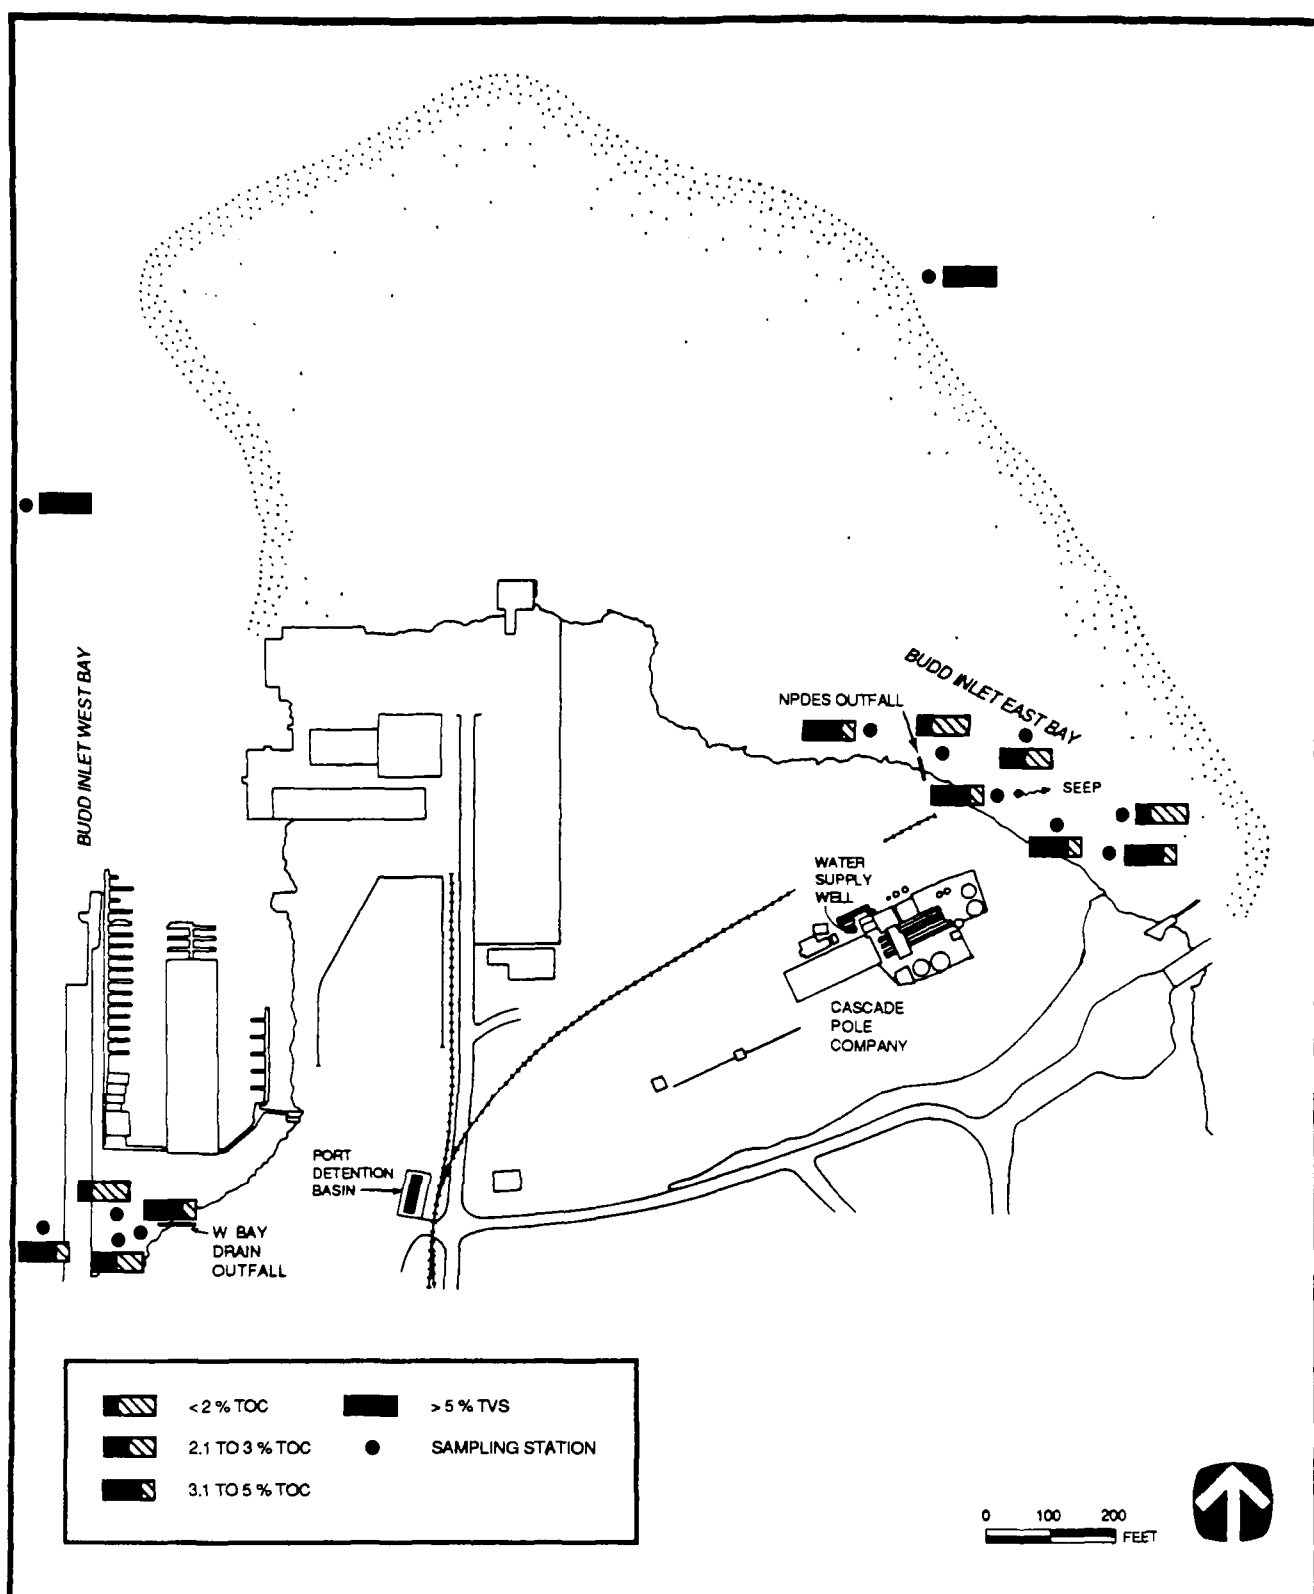 BUDD INLET WEST BAY
BUDD INLET EAST BAY
NPDES OUTFALL
SEEP
WATER
SUPPLY
WELL
CASCADE
POLE
COMPANY
PORT
DETENTION
BASIN
W BAY
DRAIN
OUTFALL
<2 % TOC
>5 % TVS
2.1 TO 3 % TOC
SAMPLING STATION
3.1 TO 5 % TOC
0 100 200
FEET